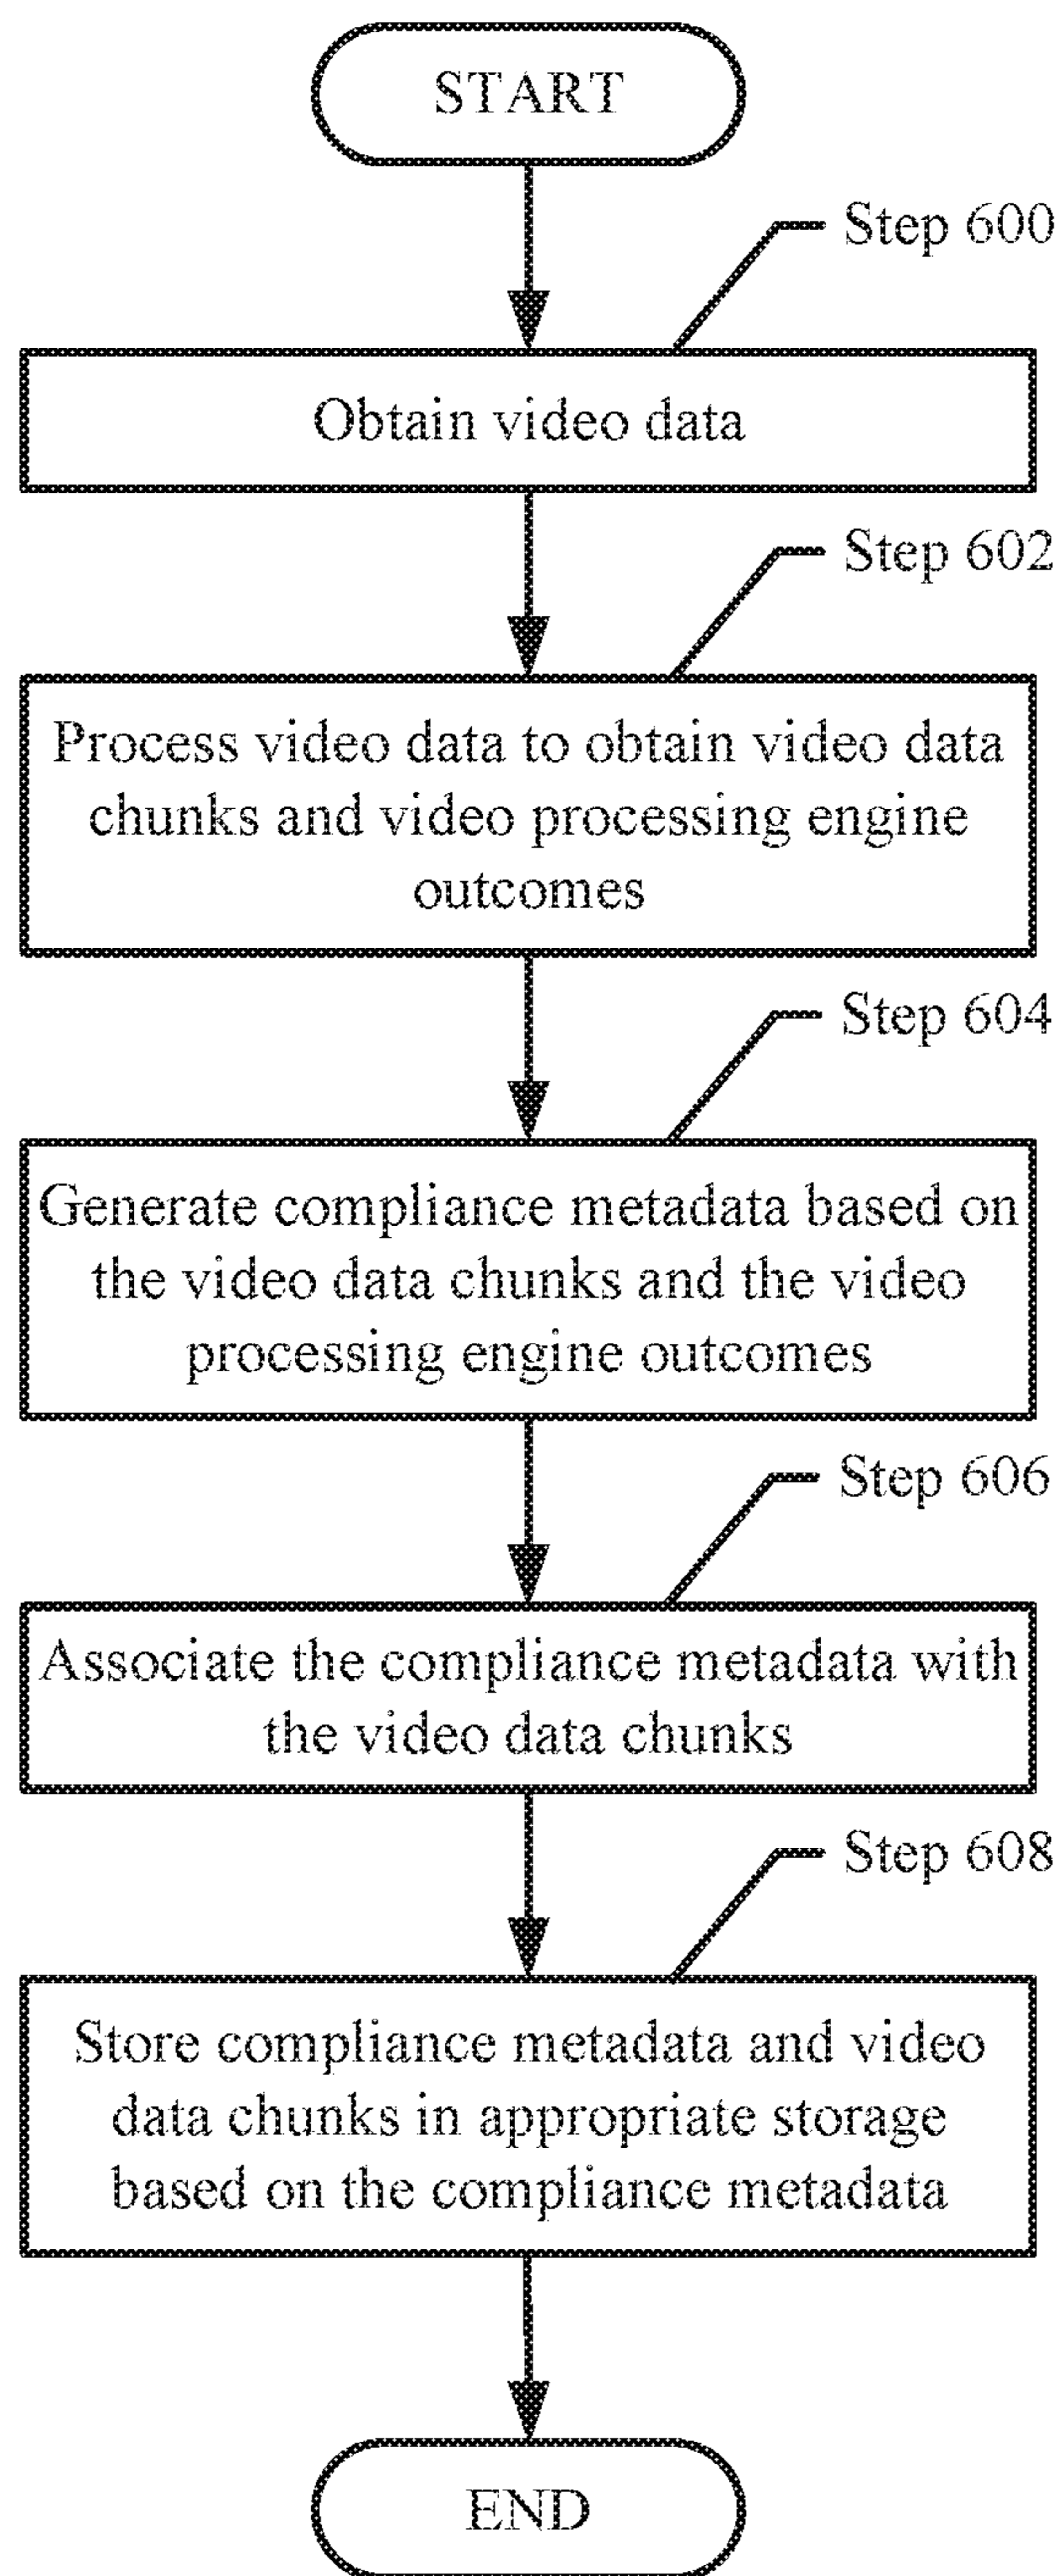 START
Step 600
Obtain video data
Step 602
Process video data to obtain video data
chunks and video processing engine
outcomes
Step 604
Generate compliance metadata based on
the video data chunks and the video
processing engine outcomes
Step 606
Associate the compliance metadata with
the video data chunks
Step 608
Store compliance metadata and video
data chunks in appropriate storage
based on the compliance metadata
END